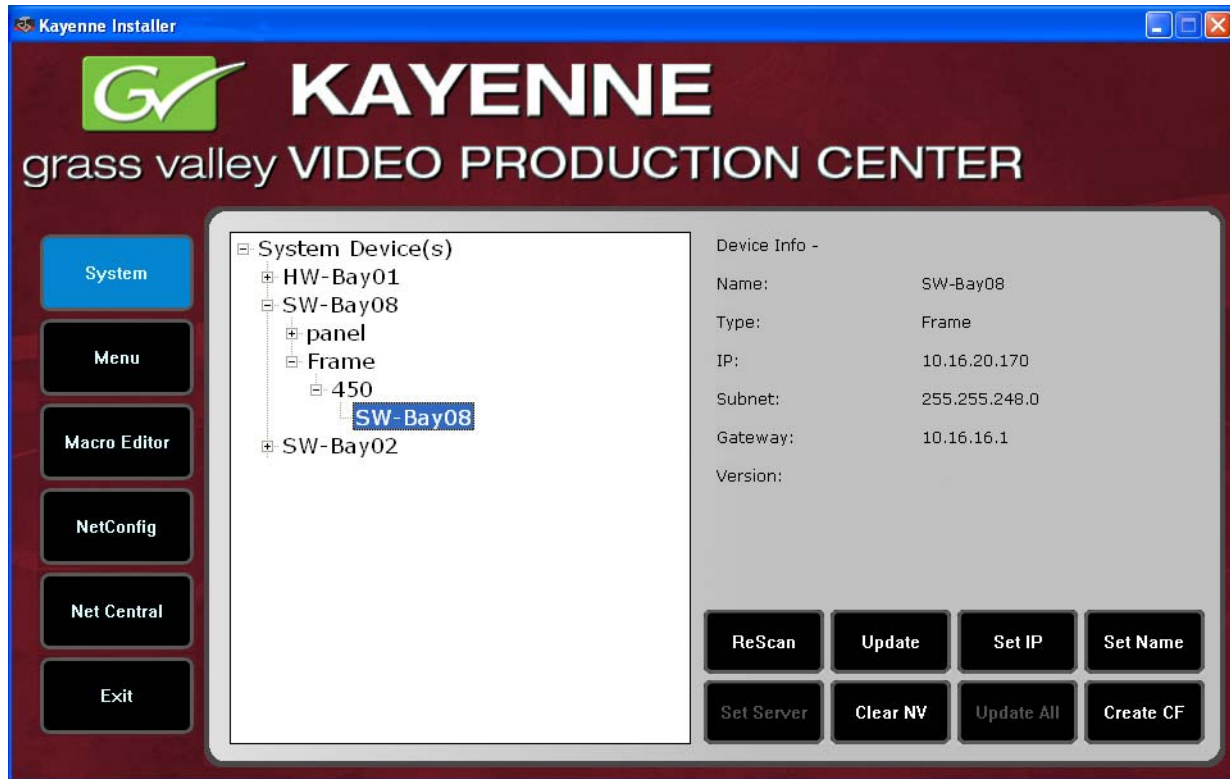 Kayenne Installer
GV KAYENNE
grass valley VIDEO PRODUCTION CENTER
System
Menu
Macro Editor
NetConfig
Net Central
Exit
System Device(s)
HW-Bay01
SW-Bay08
panel
Frame
450
SW-Bay08
SW-Bay02
Device Info -
Name: SW-Bay08
Type: Frame
IP: 10.16.20.170
Subnet: 255.255.248.0
Gateway: 10.16.16.1
Version:
ReScan Update Set IP Set Name
Set Server Clear NV Update All Create CF